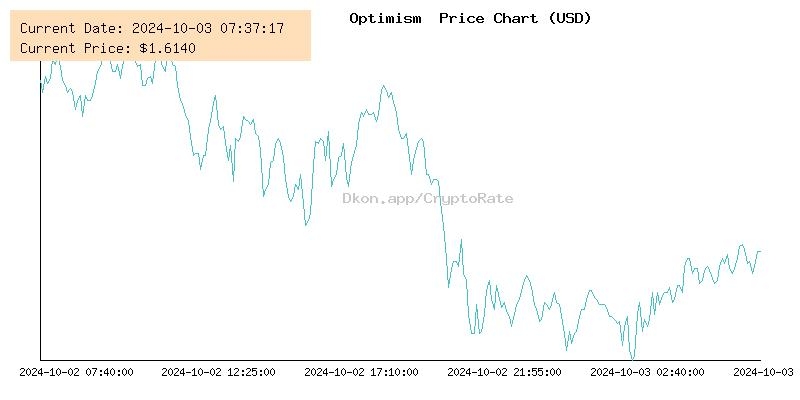 Optimism  Price Chart (USD)
Current Date: 2024-10-03 07:37:17
Current Price: $1.6140
Dkon.app/CryptoRate
2024-10-02 07:40:00 2024-10-02 12:25:00 2024-10-02 17:10:00 2024-10-02 21:55:00 2024-10-03 02:40:00 2024-10-03